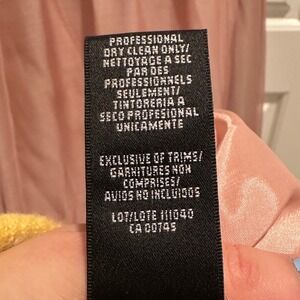 PROFESSIONAL
DRY CLEAN ONLY/
NETTOYAGE A SEC
PAR DES
PROFESSIONNELS
SEULEMENT/
TINTORERIA A
SECO PROFESIONAL
UNICAMENTE
EXCLUSIVE OF TRIMS/
GARNITURES NON
COMPRISES/
AVIOS NO INCLUIDOS
LOT/LOTE 111040
CA 00745